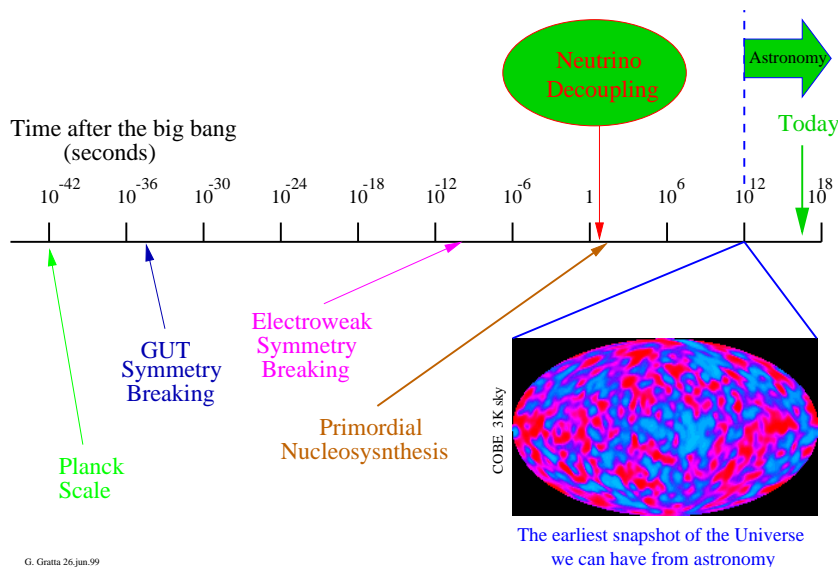 Neutrino
Decoupling
Astronomy
Today
Time after the big bang
(seconds)
10^-42 10^-36 10^-30 10^-24 10^-18 10^-12 10^-6 1 10^6 10^12 10^18
Electroweak
Symmetry
Breaking
GUT
Symmetry
Breaking
Primordial
Nucleosysnthesis
Planck
Scale
COBE 3K sky
The earliest snapshot of the Universe
we can have from astronomy
G. Gratta 26.jun.99